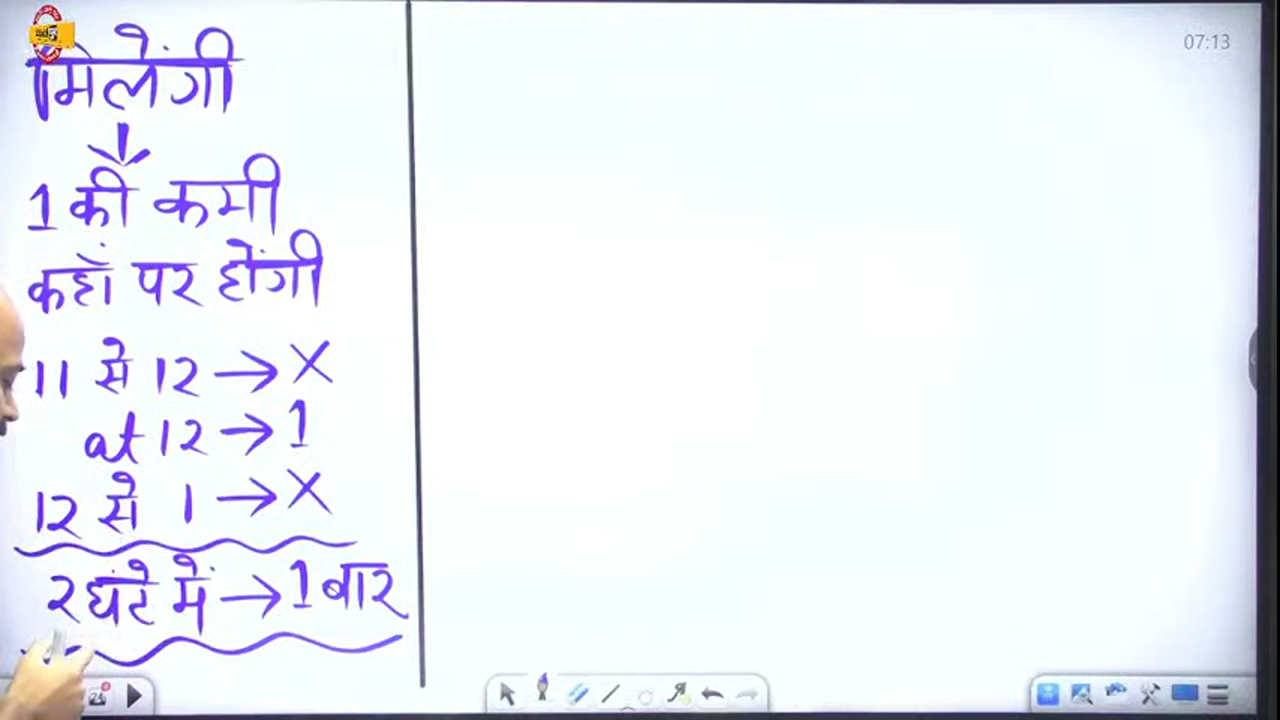 मिलेंगी
1 की कमी
कहाँ पर होंगी
11 से 12 → X
at 12 → 1
12 से 1 → X
2 घंटे में → 1 बार
07:13